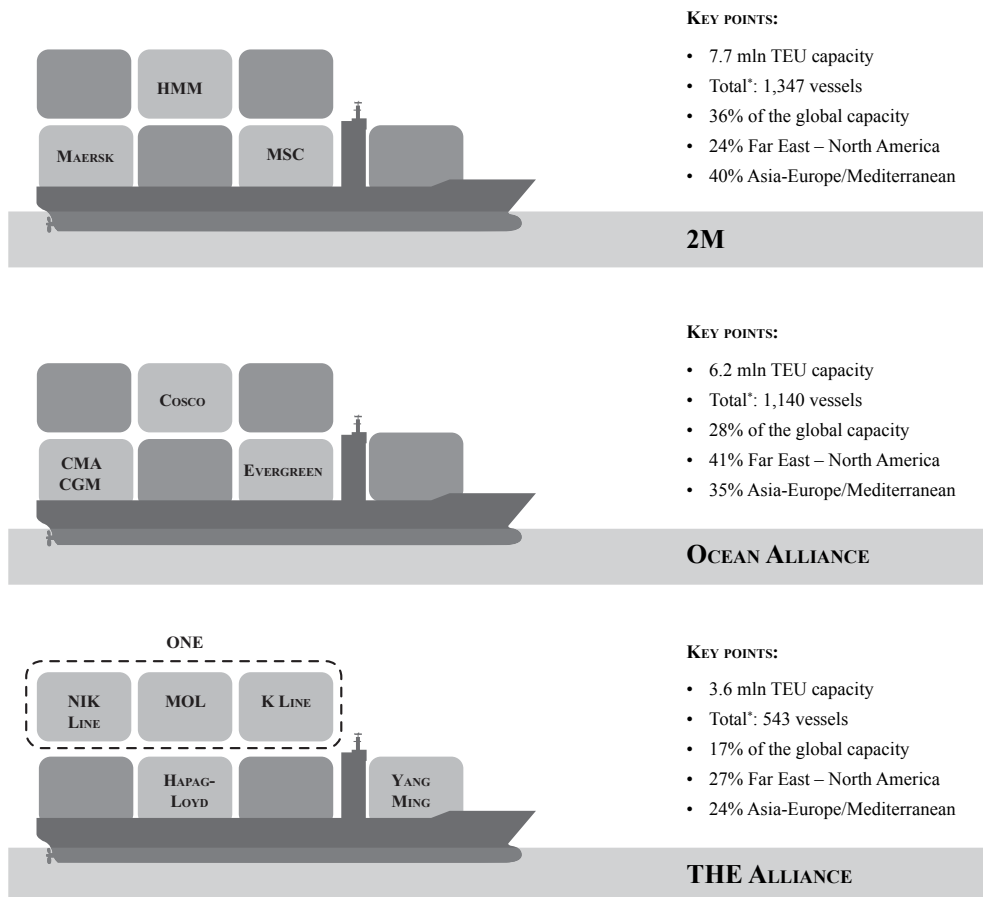 HMM
Maersk
MSC
Key points:
• 7.7 mln TEU capacity
• Total*: 1,347 vessels
• 36% of the global capacity
• 24% Far East – North America
• 40% Asia-Europe/Mediterranean
2M
Cosco
CMA
CGM
Evergreen
Key points:
• 6.2 mln TEU capacity
• Total*: 1,140 vessels
• 28% of the global capacity
• 41% Far East – North America
• 35% Asia-Europe/Mediterranean
Ocean Alliance
ONE
NIK
Line
MOL
K Line
Hapag-
Loyd
Yang
Ming
Key points:
• 3.6 mln TEU capacity
• Total*: 543 vessels
• 17% of the global capacity
• 27% Far East – North America
• 24% Asia-Europe/Mediterranean
THE Alliance